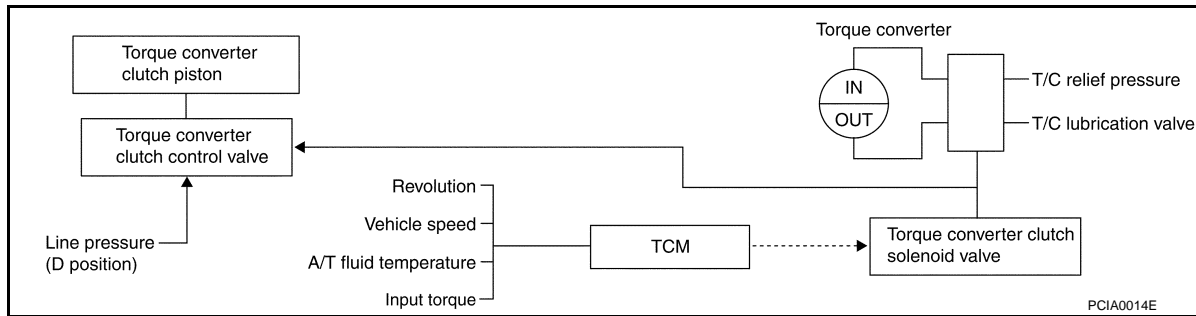 Torque converter
clutch piston
Torque converter
clutch control valve
Line pressure
(D position)
Revolution
Vehicle speed
A/T fluid temperature
Input torque
TCM
Torque converter
IN
OUT
T/C relief pressure
T/C lubrication valve
Torque converter clutch
solenoid valve
PCIA0014E